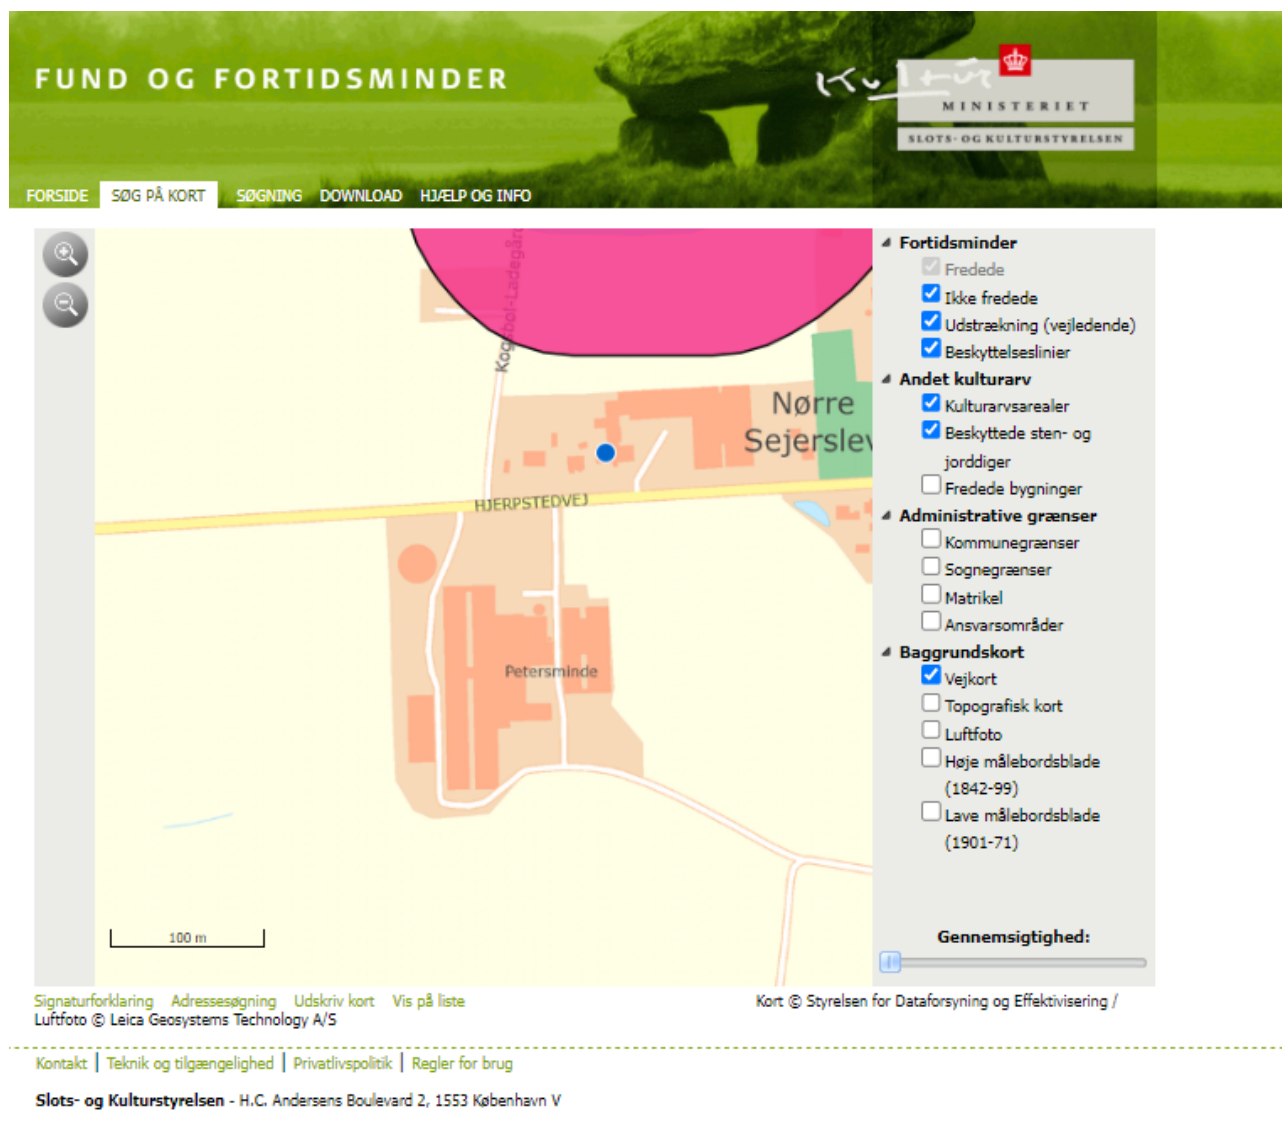 FUND OG FORTIDSMINDER
Kultur
MINISTERIET
SLOTS- OG KULTURSTYRELSEN
FORSIDE SØG PÅ KORT SØGNING DOWNLOAD HJÆLP OG INFO
Kogsbøl-Ladegår
Nørre
Sejerslev
HJERPSTEDVEJ
Petersminde
100 m
Fortidsminder
Fredede
Ikke fredede
Udstrækning (vejledende)
Beskyttelseslinier
Andet kulturarv
Kulturarvsarealer
Beskyttede sten- og
jorddiger
Fredede bygninger
Administrative grænser
Kommunegrænser
Sognegrænser
Matrikel
Ansvarsområder
Baggrundskort
Vejkort
Topografisk kort
Luftfoto
Høje målebordsblade
(1842-99)
Lave målebordsblade
(1901-71)
Gennemsigtighed:
Signaturforklaring Adressesøgning Udskriv kort Vis på liste
Kort © Styrelsen for Dataforsyning og Effektivisering /
Luftfoto © Leica Geosystems Technology A/S
Kontakt | Teknik og tilgængelighed | Privatlivspolitik | Regler for brug
Slots- og Kulturstyrelsen - H.C. Andersens Boulevard 2, 1553 København V